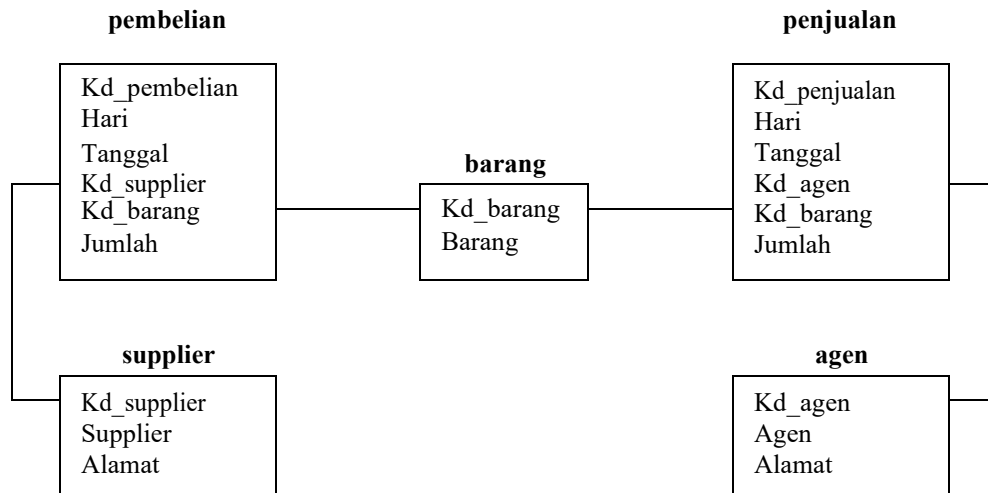 pembelian
Kd_pembelian
Hari
Tanggal
Kd_supplier
Kd_barang
Jumlah
barang
Kd_barang
Barang
penjualan
Kd_penjualan
Hari
Tanggal
Kd_agen
Kd_barang
Jumlah
supplier
Kd_supplier
Supplier
Alamat
agen
Kd_agen
Agen
Alamat